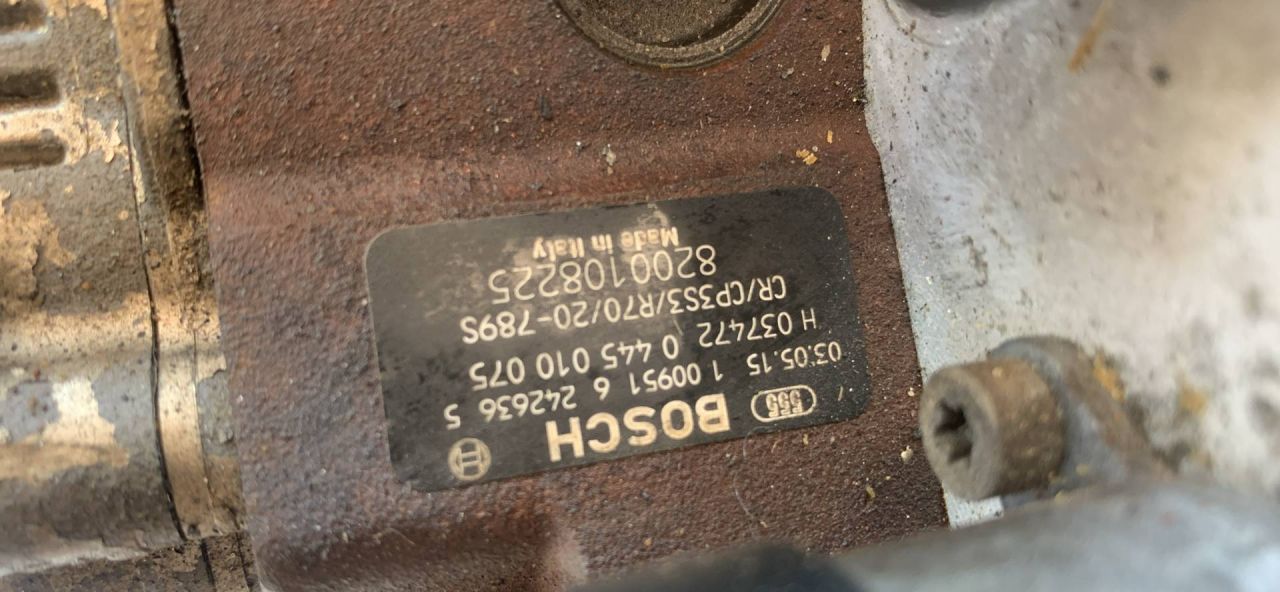 555 BOSCH
03.05.15 1 00951 6 242636 5
H 037472 0 445 010 075
CR/CP3S3/R70/20-789S
8200108225
Made in Italy